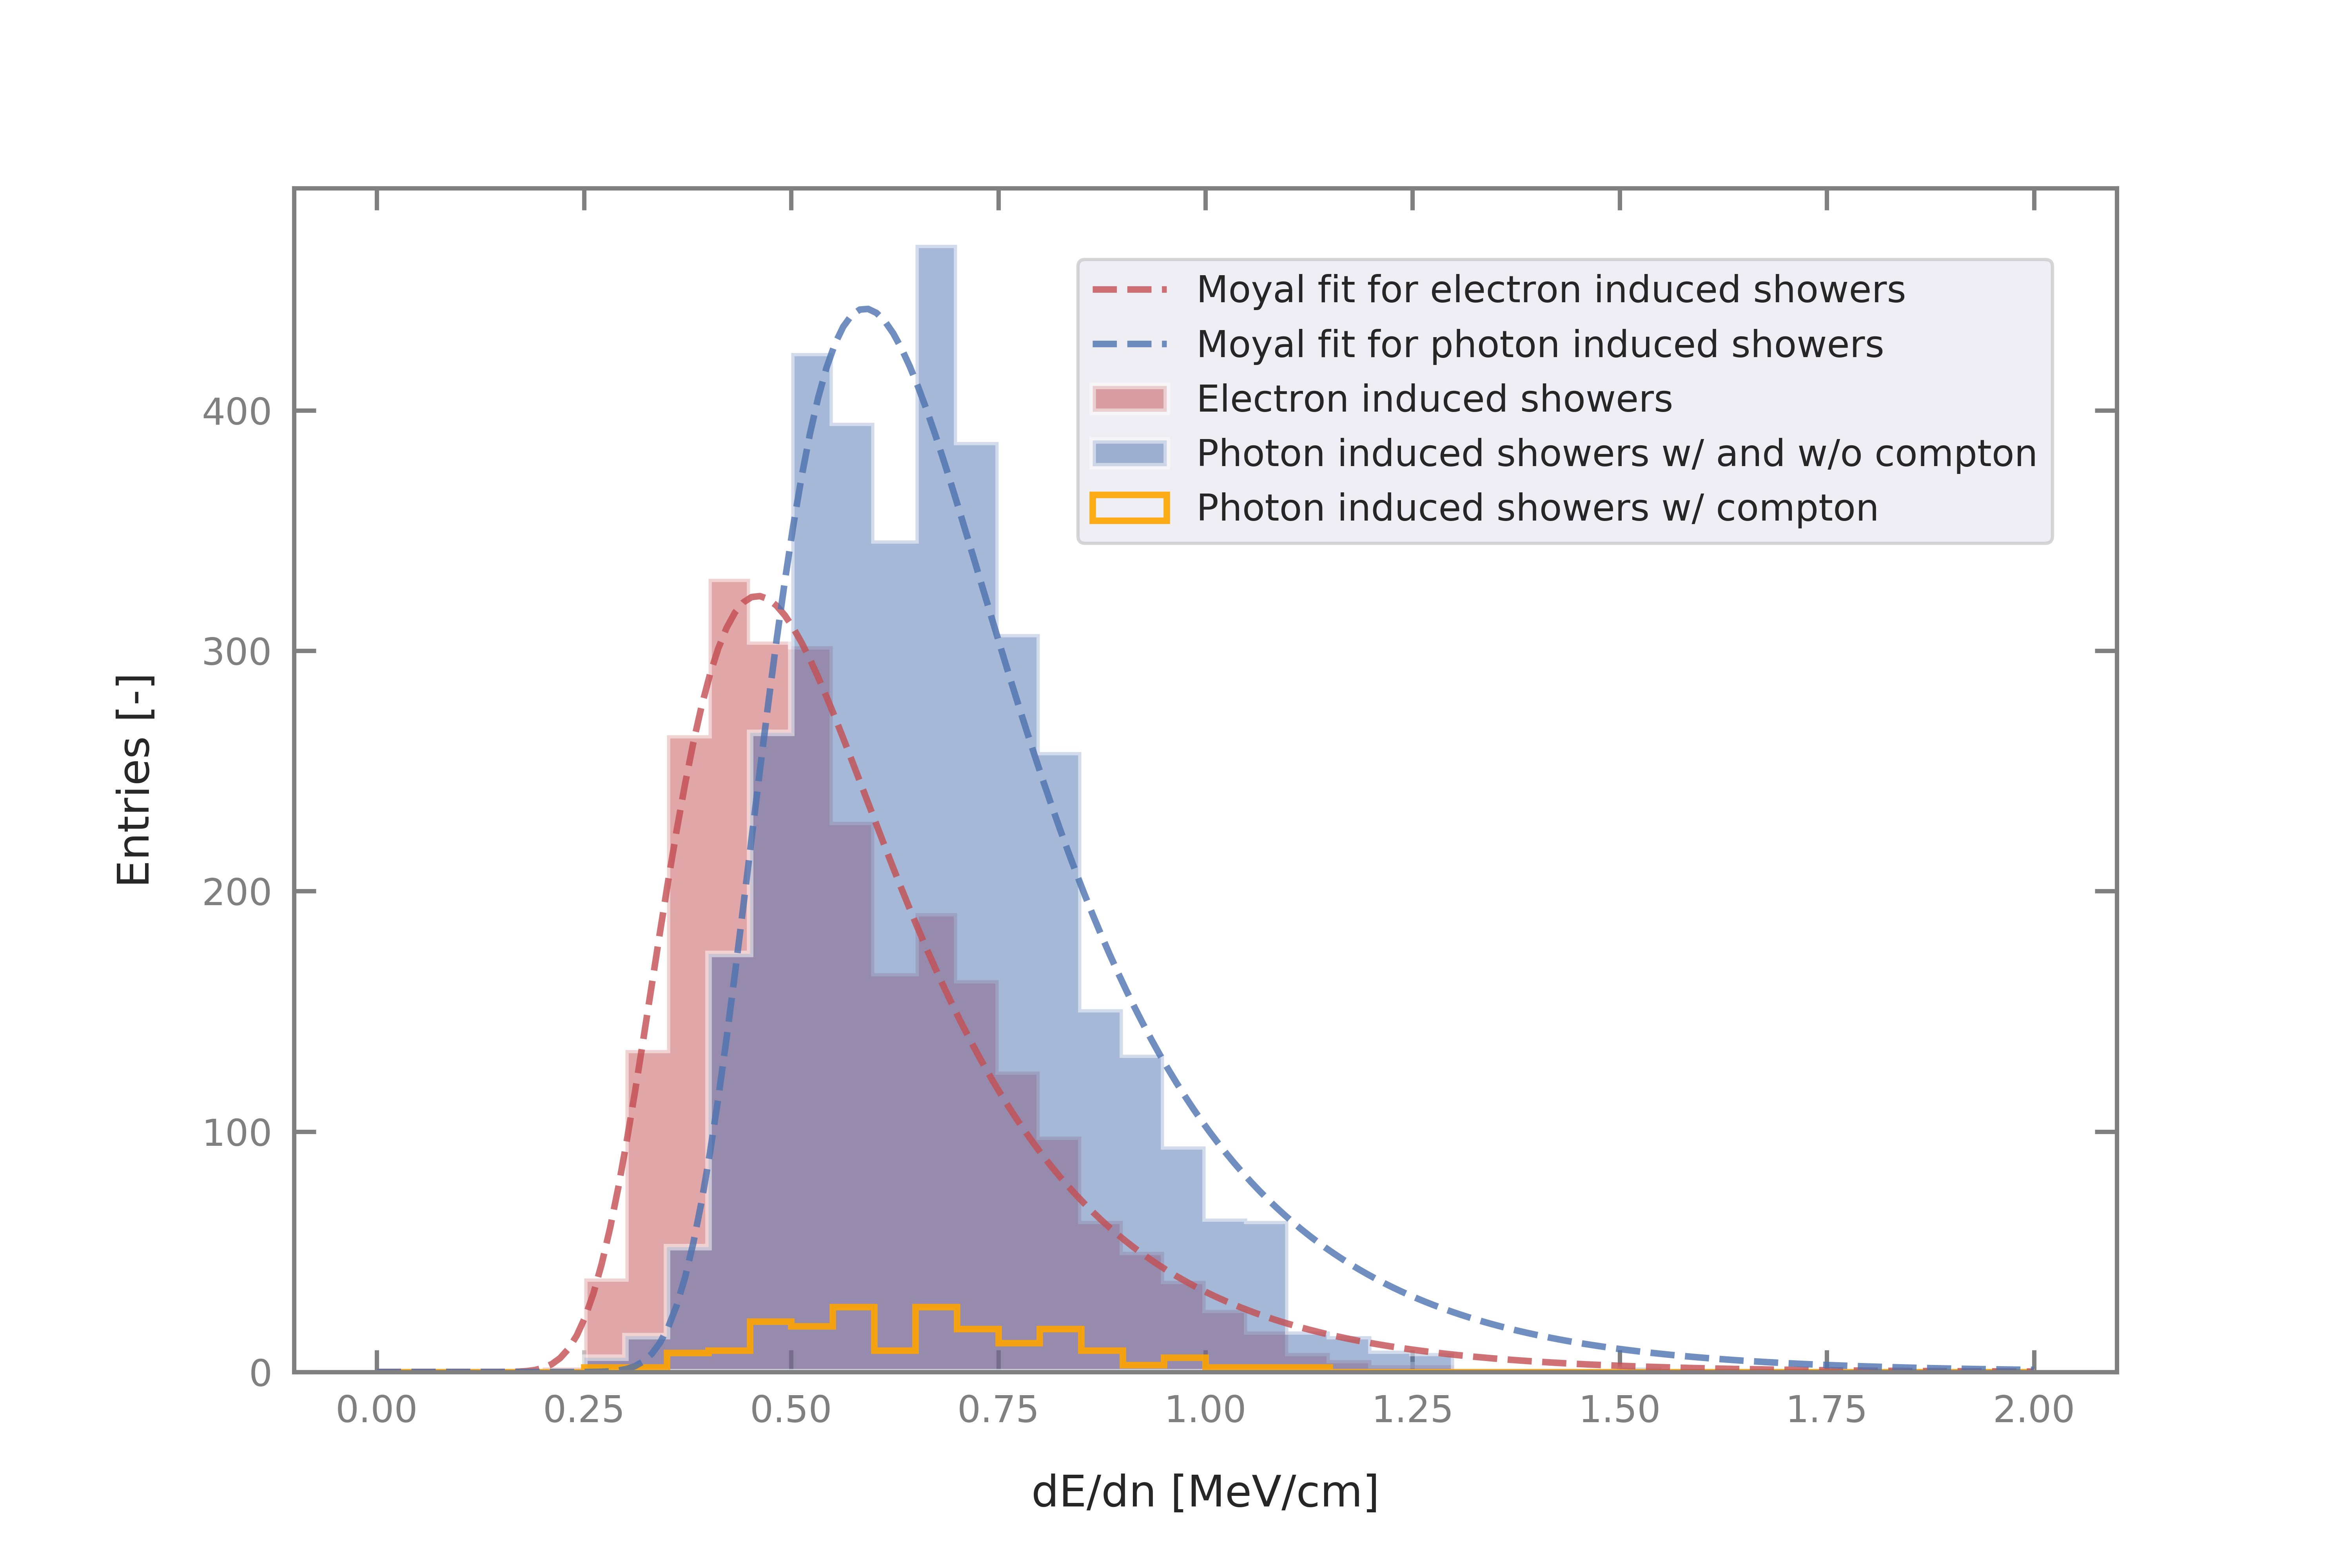 Moyal fit for electron induced showers
Moyal fit for photon induced showers
Electron induced showers
Photon induced showers w/ and w/o compton
Photon induced showers w/ compton
400
300
200
100
0
Entries [-]
0.00 0.25 0.50 0.75 1.00 1.25 1.50 1.75 2.00
dE/dn [MeV/cm]